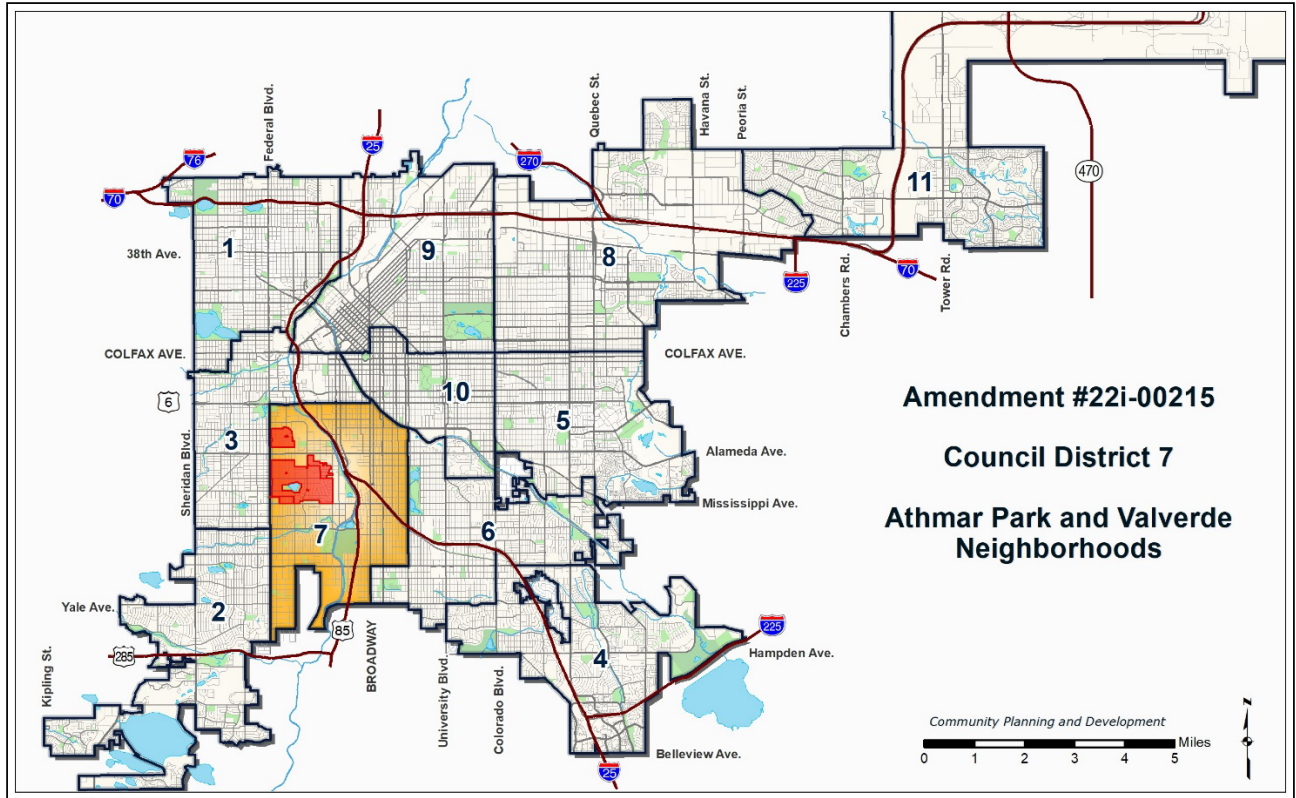 Federal Blvd.
Quebec St.
Havana St.
Peoria St.
76
25
270
70
470
11
1
9
8
38th Ave.
225
Chambers Rd.
70
Tower Rd.
COLFAX AVE.
COLFAX AVE.
10
6
5
3
Sheridan Blvd.
Alameda Ave.
Mississippi Ave.
7
6
Yale Ave.
2
85
BROADWAY
225
Hampden Ave.
4
285
Kipling St.
University Blvd.
Colorado Blvd.
Belleview Ave.
25
Amendment #22i-00215
Council District 7
Athmar Park and Valverde
Neighborhoods
Community Planning and Development
Miles
0 1 2 3 4 5
N